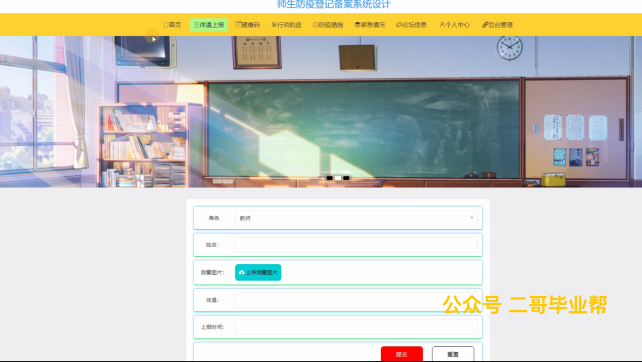 师生防疫登记备案系统设计
首页 体温上报 健康码 行动轨迹 防疫措施 紧急情况 论坛信息 个人中心 后台管理
角色 教师
姓名：
测量图片： 上传测量图片
体温：
公众号 二哥毕业帮
上报时间：
提交 重置